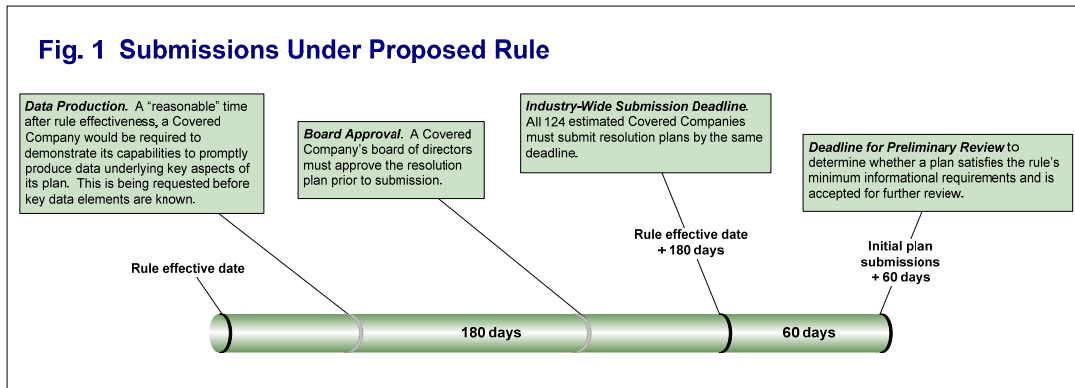 Fig. 1 Submissions Under Proposed Rule
Data Production. A "reasonable" time
after rule effectiveness, a Covered
Company would be required to
demonstrate its capabilities to promptly
produce data underlying key aspects of
its plan. This is being requested before
key data elements are known.
Board Approval. A Covered
Company's board of directors
must approve the resolution
plan prior to submission.
Industry-Wide Submission Deadline.
All 124 estimated Covered Companies
must submit resolution plans by the same
deadline.
Deadline for Preliminary Review to
determine whether a plan satisfies the rule's
minimum informational requirements and is
accepted for further review.
Rule effective date
Rule effective date
+ 180 days
Initial plan
submissions
+ 60 days
180 days
60 days